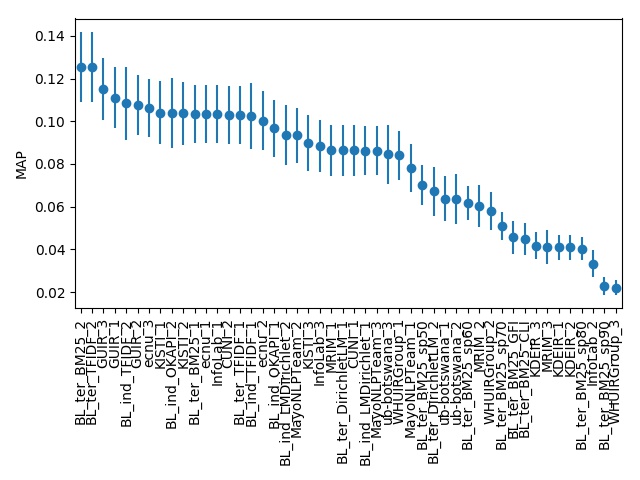 0.14
0.12
0.10
0.08
0.06
0.04
0.02
MAP
BL_ter_BM25_2
BL_ter_TFIDF_2
GUIR_3
GUIR_1
BL_ind_TFIDF_2
GUIR_2
ecnu_3
KISTI_1
BL_ind_OKAPI_2
KISTI_2
BL_ter_BM25_1
ecnu_1
InfoLab_1
CUNI_2
BL_ter_TFIDF_1
BL_ind_TFIDF_1
ecnu_2
BL_ind_OKAPI_1
BL_ind_LMDirichlet_2
MayoNLPTeam_2
KISTI_3
InfoLab_3
MRIM_1
BL_ter_DirichletLM_1
CUNI_1
BL_ind_LMDirichlet_1
MayoNLPTeam_3
ub-botswana_3
WHUIRGroup_1
MayoNLPTeam_1
BL_ter_BM25_sp50
BL_ter_DirichletLM_2
ub-botswana_1
ub-botswana_2
BL_ter_BM25_sp60
MRIM_2
WHUIRGroup_2
BL_ter_BM25_sp70
BL_ter_BM25_GFI
BL_ter_BM25_CLI
KDEIR_3
MRIM_3
KDEIR_1
KDEIR_2
BL_ter_BM25_sp80
InfoLab_2
BL_ter_BM25_sp90
WHUIRGroup_3